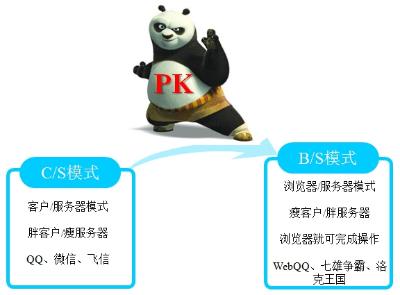 PK
C/S模式
客户/服务器模式
胖客户/瘦服务器
QQ、微信、飞信
B/S模式
浏览器/服务器模式
瘦客户/胖服务器
浏览器就可完成操作
WebQQ、七雄争霸、洛
克王国